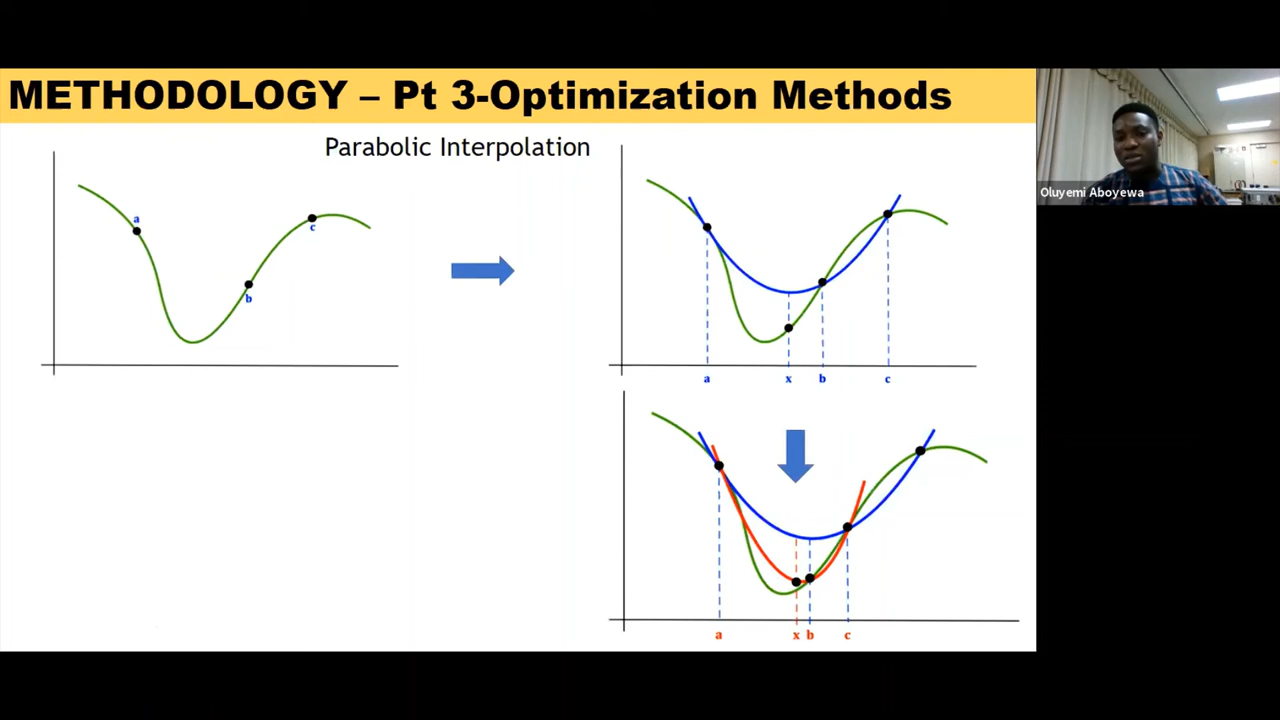 METHODOLOGY – Pt 3-Optimization Methods
Parabolic Interpolation
Oluyemi Aboyewa
a
b
c
a x b c
a x b c